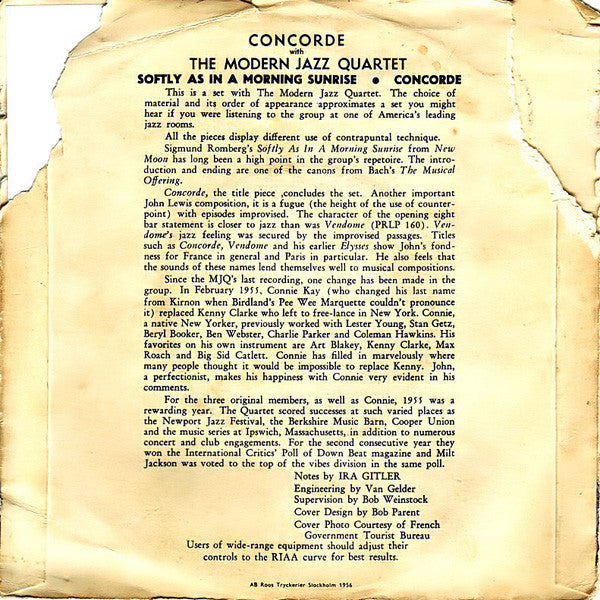 CONCORDE
with
THE MODERN JAZZ QUARTET
SOFTLY AS IN A MORNING SUNRISE ● CONCORDE
This is a set with The Modern Jazz Quartet. The choice of
material and its order of appearance approximates a set you might
hear if you were listening to the group at one of America's leading
jazz rooms.
All the pieces display different use of contrapuntal technique.
Sigmund Romberg's Softly As In A Morning Sunrise from New
Moon has long been a high point in the group's repetoire. The intro-
duction and ending are one of the canons from Bach's The Musical
Offering.
Concorde, the title piece ,concludes the set. Another important
John Lewis composition, it is a fugue (the height of the use of counter-
point) with episodes improvised. The character of the opening eight
bar statement is closer to jazz than was Vendome (PRLP 160). Ven-
dome's jazz feeling was secured by the improvised passages. Titles
such as Concorde, Vendome and his earlier Elysses show John's fond-
ness for France in general and Paris in particular. He also feels that
the sounds of these names lend themselves well to musical compositions.
Since the MJQ's last recording, one change has been made in the
group. In February 1955, Connie Kay (who changed his last name
from Kirnon when Birdland's Pee Wee Marquette couldn't pronounce
it) replaced Kenny Clarke who left to free-lance in New York. Connie,
a native New Yorker, previously worked with Lester Young, Stan Getz,
Beryl Booker, Ben Webster, Charlie Parker and Coleman Hawkins. His
favorites on his own instrument are Art Blakey, Kenny Clarke, Max
Roach and Big Sid Catlett. Connie has filled in marvelously where
many people thought it would be impossible to replace Kenny. John,
a perfectionist, makes his happiness with Connie very evident in his
comments.
For the three original members, as well as Connie, 1955 was a
rewarding year. The Quartet scored successes at such varied places as
the Newport Jazz Festival, the Berkshire Music Barn, Cooper Union
and the music series at Ipswich, Massachusetts, in addition to numerous
concert and club engagements. For the second consecutive year they
won the International Critics' Poll of Down Beat magazine and Milt
Jackson was voted to the top of the vibes division in the same poll.
Notes by IRA GITLER
Engineering by Van Gelder
Supervision by Bob Weinstock
Cover Design by Bob Parent
Cover Photo Courtesy of French
Government Tourist Bureau
Users of wide-range equipment should adjust their
controls to the RIAA curve for best results.
AB Roos Tryckerier Stockholm 1956